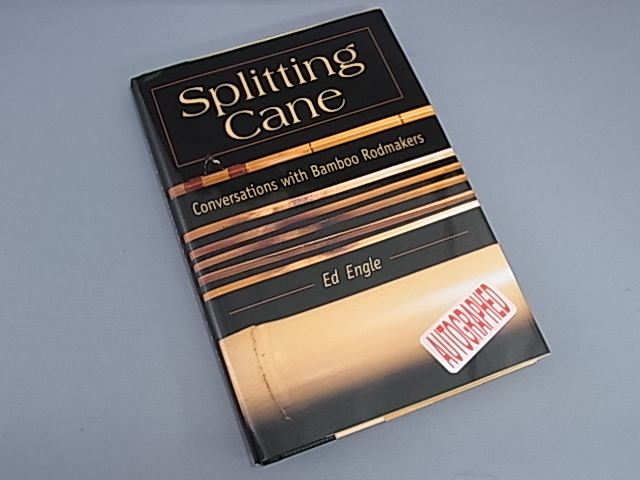 Splitting
Cane
Conversations with Bamboo Rodmakers
Ed Engle
AUTOGRAPHED